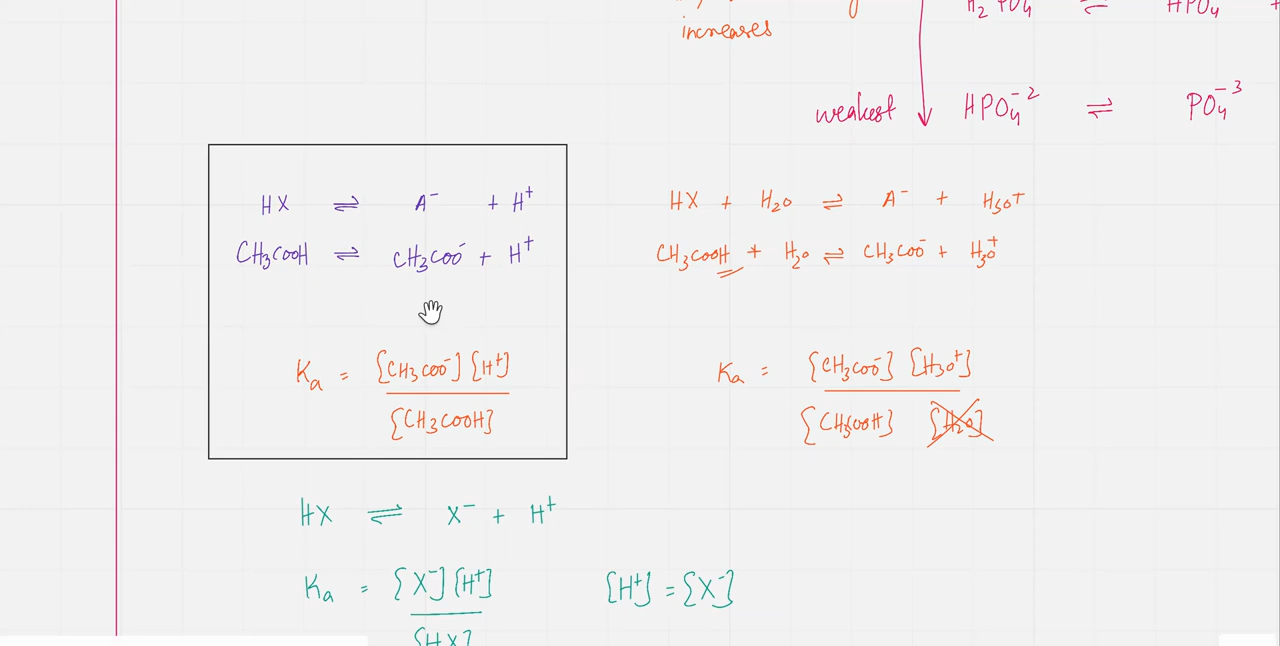 H₂PO₄ ⇌ HPO₄ +
increases
weakest HPO₄⁻² ⇌ PO₄⁻³
HX ⇌ A⁻ + H⁺
CH₃COOH ⇌ CH₃COO⁻ + H⁺
Ka = [CH₃COO⁻] [H⁺]
[CH₃COOH]
HX + H₂O ⇌ A⁻ + H₃O⁺
CH₃COOH + H₂O ⇌ CH₃COO⁻ + H₃O⁺
Ka = [CH₃COO⁻] [H₃O⁺]
[CH₃COOH] [H₂O]
HX ⇌ X⁻ + H⁺
Ka = [X⁻] [H⁺] [H⁺] = [X⁻]
[HX]